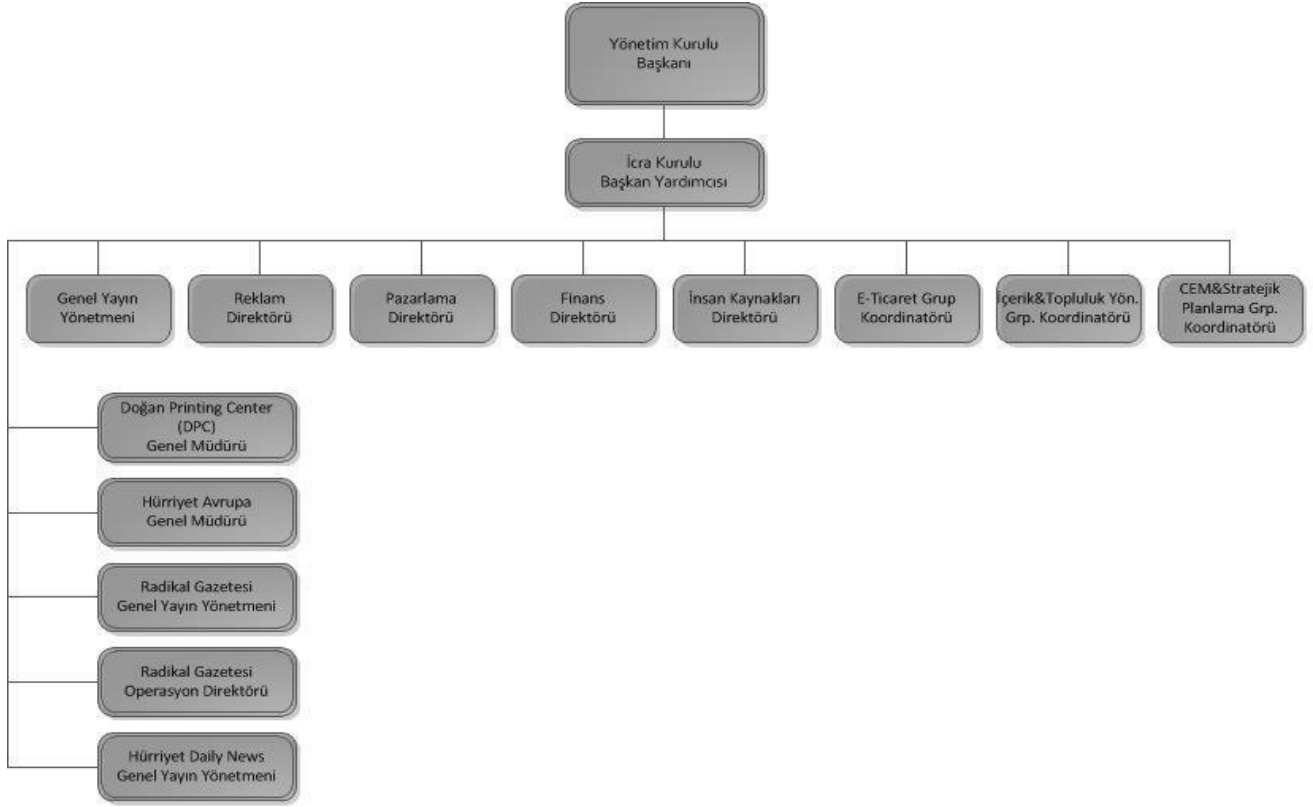 Yönetim Kurulu
Başkanı
İcra Kurulu
Başkan Yardımcısı
Genel Yayın
Yönetmeni
Reklam
Direktörü
Pazarlama
Direktörü
Finans
Direktörü
İnsan Kaynakları
Direktörü
E-Ticaret Grup
Koordinatörü
İçerik&Topluluk Yön.
Grp. Koordinatörü
CEM&Stratejik
Planlama Grp.
Koordinatörü
Doğan Printing Center
(DPC)
Genel Müdürü
Hürriyet Avrupa
Genel Müdürü
Radikal Gazetesi
Genel Yayın Yönetmeni
Radikal Gazetesi
Operasyon Direktörü
Hürriyet Daily News
Genel Yayın Yönetmeni